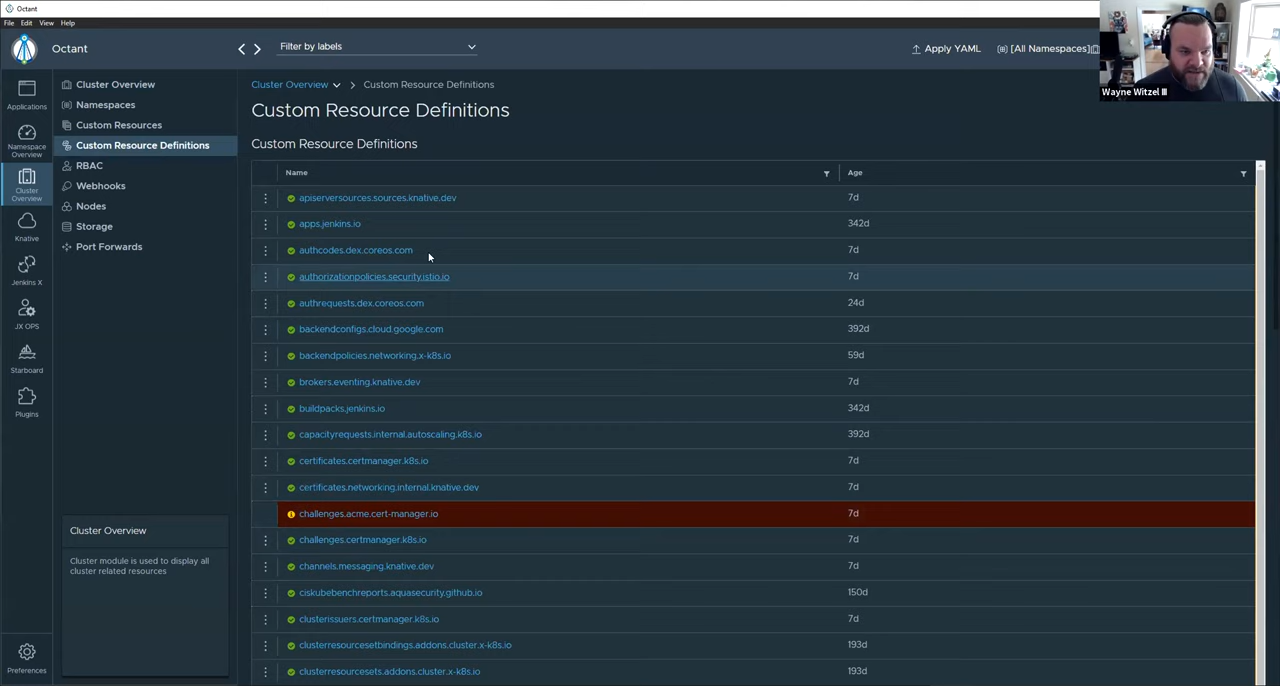 Octant
File Edit View Help
Octant
Filter by labels
Apply YAML
[All Namespaces]
Wayne Witzel III
Applications
Namespace
Overview
Cluster
Overview
Knative
Jenkins X
JX OPS
Starboard
Plugins
Preferences
Cluster Overview
Namespaces
Custom Resources
Custom Resource Definitions
RBAC
Webhooks
Nodes
Storage
Port Forwards
Cluster Overview
Cluster module is used to display all
cluster related resources
Cluster Overview > Custom Resource Definitions
Custom Resource Definitions
Custom Resource Definitions
Name Age
apiserversources.sources.knative.dev 7d
apps.jenkins.io 342d
authcodes.dex.coreos.com 7d
authorizationpolicies.security.istio.io 7d
authrequests.dex.coreos.com 24d
backendconfigs.cloud.google.com 392d
backendpolicies.networking.x-k8s.io 59d
brokers.eventing.knative.dev 7d
buildpacks.jenkins.io 342d
capacityrequests.internal.autoscaling.k8s.io 392d
certificates.certmanager.k8s.io 7d
certificates.networking.internal.knative.dev 7d
challenges.acme.cert-manager.io 7d
challenges.certmanager.k8s.io 7d
channels.messaging.knative.dev 7d
ciskubebenchreports.aquasecurity.github.io 150d
clusterissuers.certmanager.k8s.io 7d
clusterresourcesetbindings.addons.cluster.x-k8s.io 193d
clusterresourcesets.addons.cluster.x-k8s.io 193d